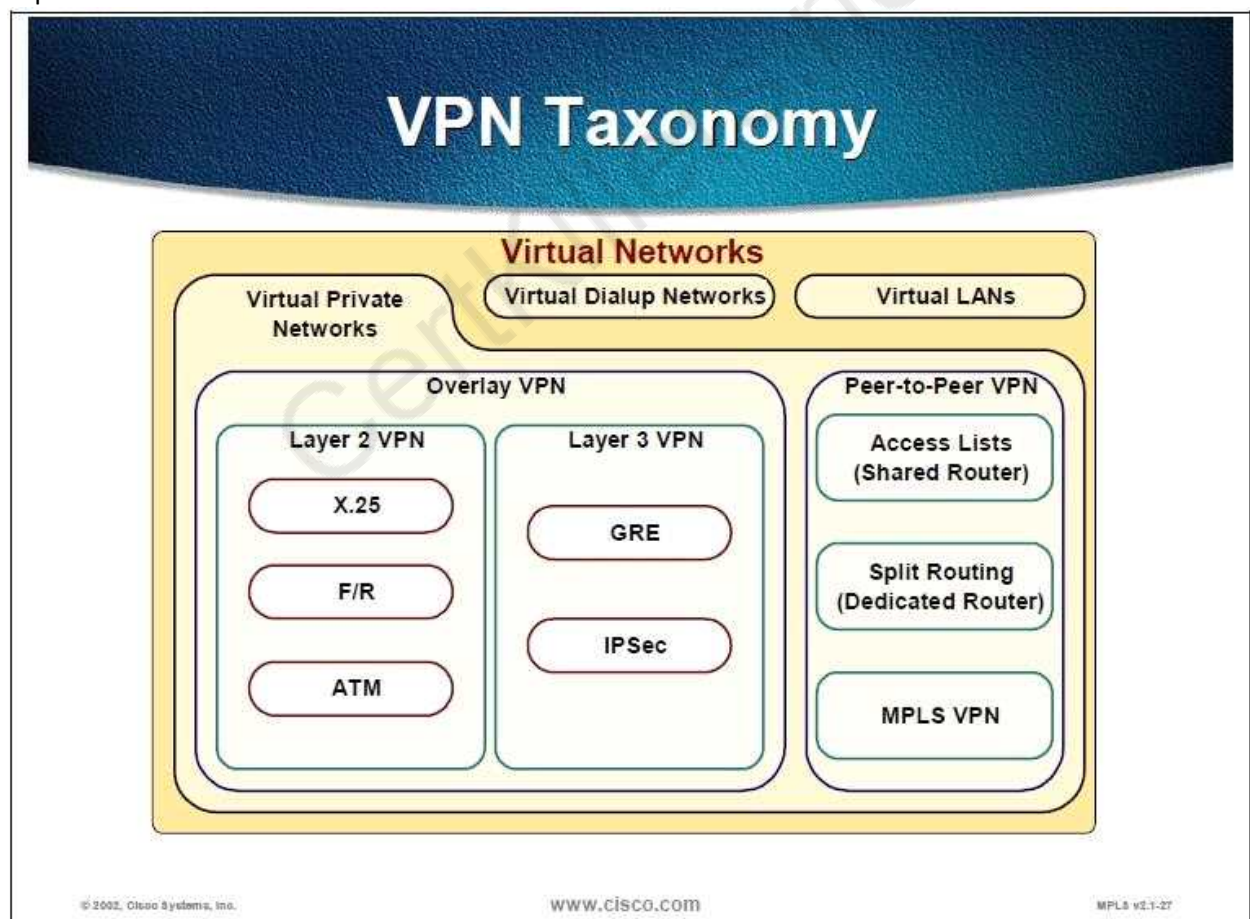 VPN Taxonomy
Virtual Networks
Virtual Private
Networks
Virtual Dialup Networks
Virtual LANs
Overlay VPN
Layer 2 VPN
X.25
F/R
ATM
Layer 3 VPN
GRE
IPSec
Peer-to-Peer VPN
Access Lists
(Shared Router)
Split Routing
(Dedicated Router)
MPLS VPN
© 2002, Cisco Systems, Inc.
www.cisco.com
MPLS v2.1-27